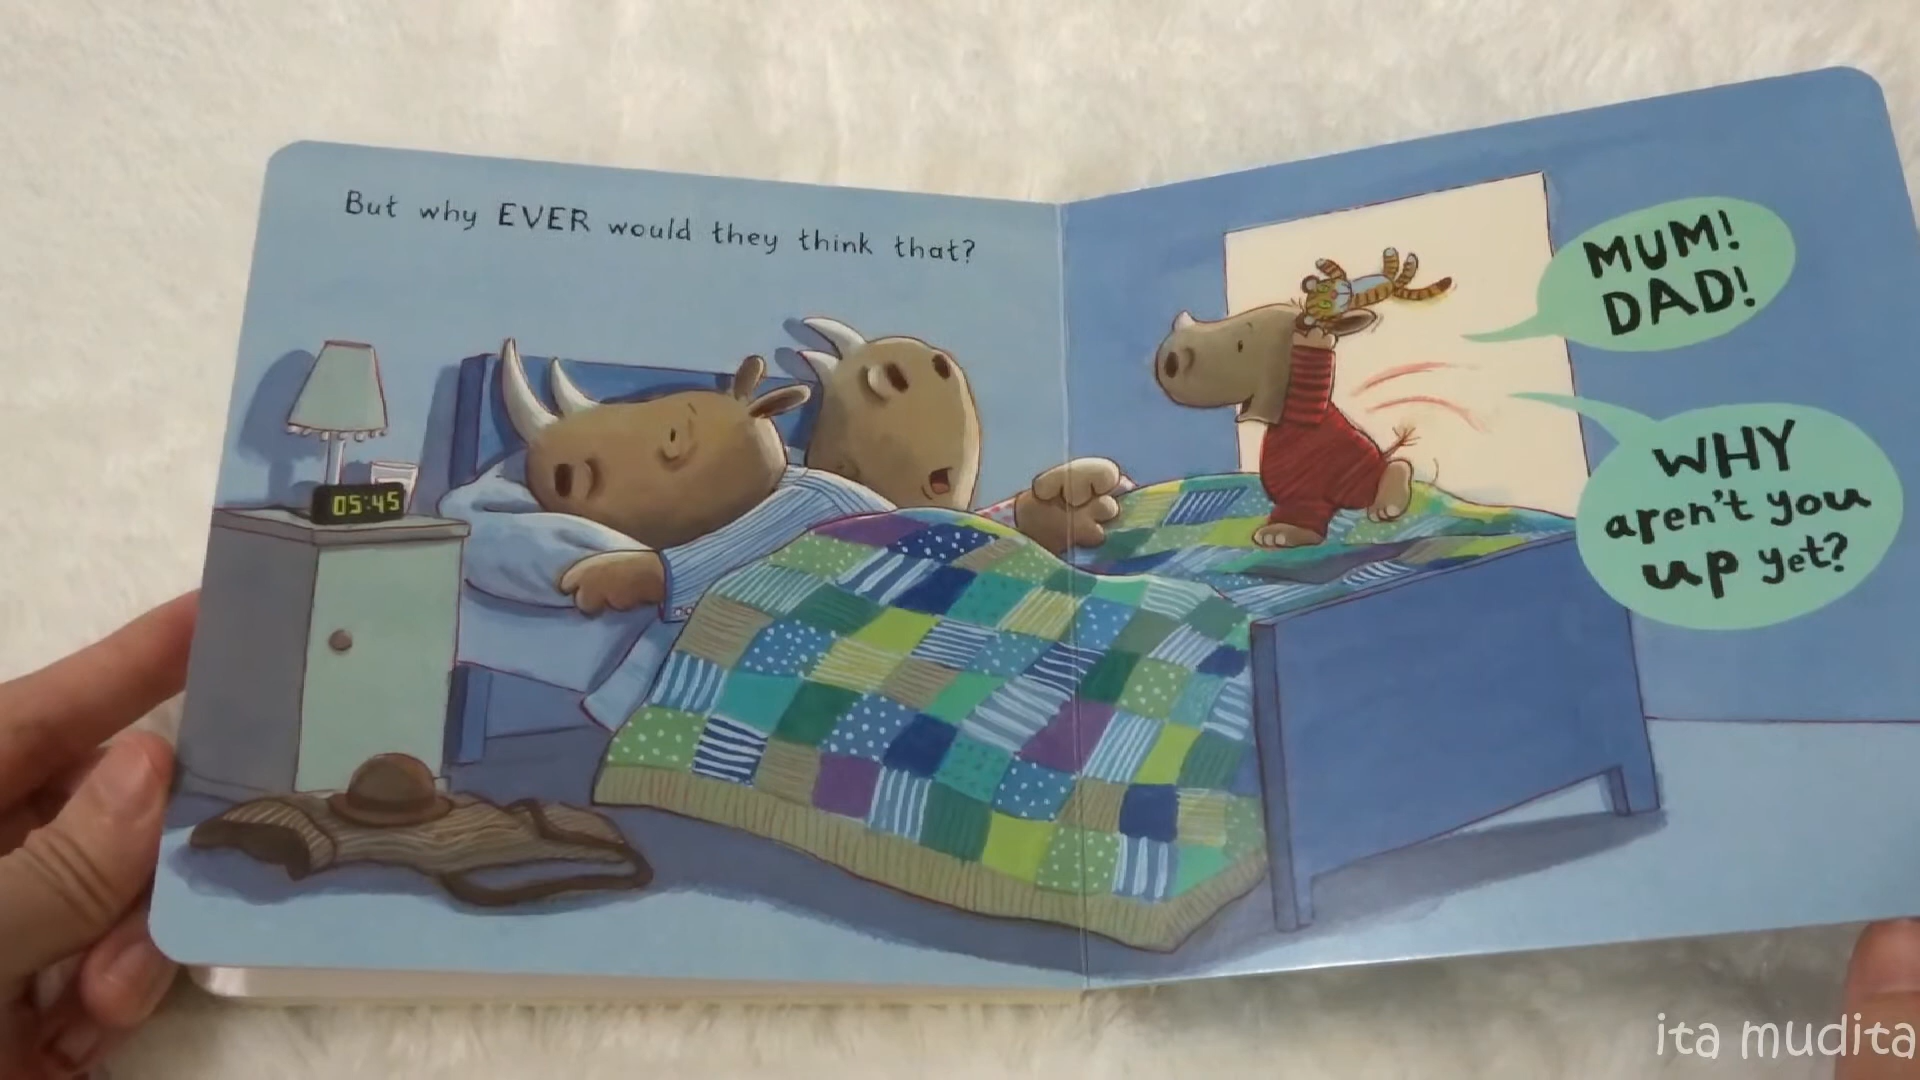 But why EVER would they think that?
05:45
MUM!
DAD!
WHY
aren't you
up yet?
ita mudita